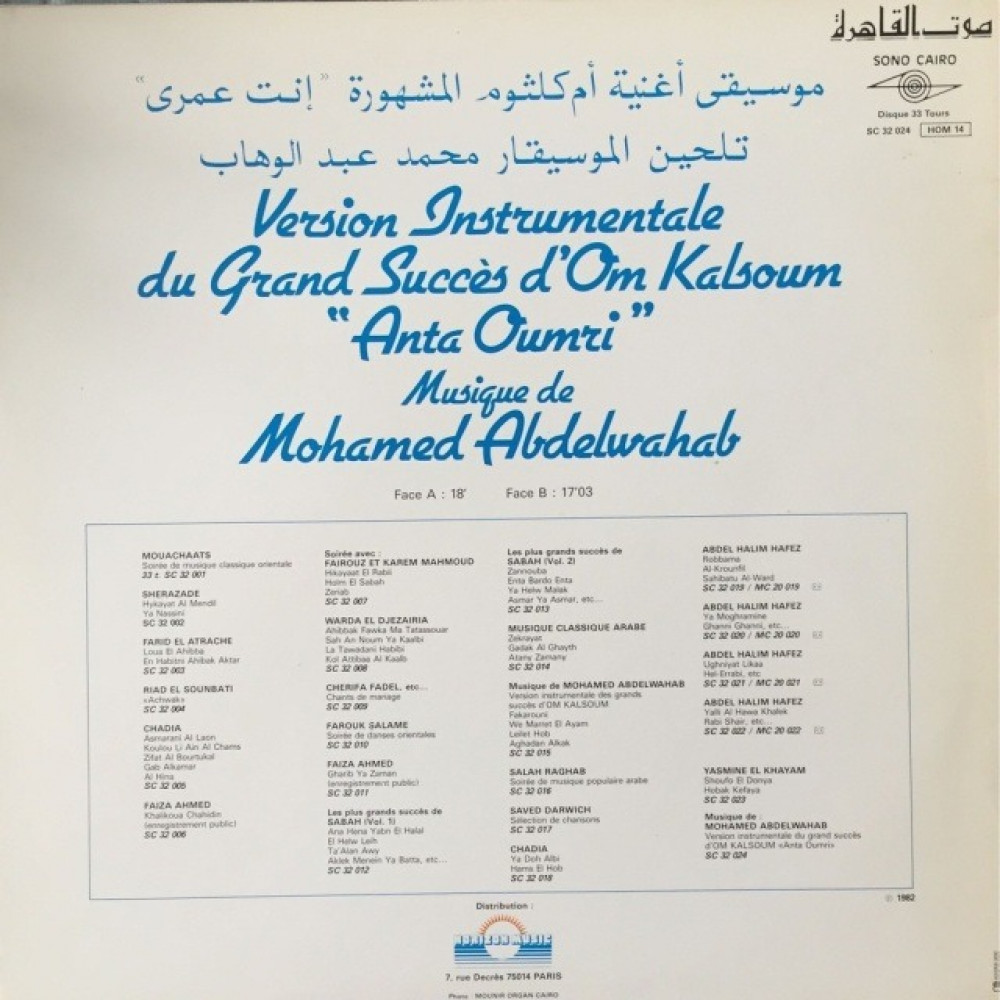 صوت القاهرة
SONO CAIRO
Disque 33 Tours
SC 32 024 HOM 14
موسيقى أغنية أم كلثوم المشهورة "إنت عمرى"
تلحين الموسيقار محمد عبد الوهاب
Version Instrumentale
du Grand Succès d'Om Kalsoum
"Anta Oumri"
Musique de
Mohamed Abdelwahab
Face A : 18' Face B : 17'03
MOUACHAATS
Soirée de musique classique orientale
33 t. SC 32 001
SHERAZADE
Hykayat Al Mendil
Ya Nassini
SC 32 002
FARID EL ATRACHE
Loua El Ahibba
En Habitni Ahibak Aktar
SC 32 003
RIAD EL SOUNBATI
«Achwak»
SC 32 004
CHADIA
Asmarani Al Laon
Koulou Li Ain Al Chams
Zifat Al Bourtukal
Gab Alkamar
Al Hina
SC 32 005
FAIZA AHMED
Khalikoua Chahidin
(enregistrement public)
SC 32 006
Soirée avec :
FAIROUZ ET KAREM MAHMOUD
Hikayaat El Rabii
Holm El Sabah
Zeriab
SC 32 007
WARDA EL DJEZAIRIA
Ahibbak Fawka Ma Tatassouar
Sah An Noum Ya Kaalbi
La Tawadani Habibi
Kol Attibaa Al Kaalb
SC 32 008
CHERIFA FADEL, etc...
Chants de mariage
SC 32 009
FAROUK SALAME
Soirée de danses orientales
SC 32 010
FAIZA AHMED
Gharib Ya Zaman
(enregistrement public)
SC 32 011
Les plus grands succès de
SABAH (Vol. 1)
Ana Hena Yabn El Halal
El Helw Leih
Ta'Alan Awy
Aklek Menein Ya Batta, etc...
SC 32 012
Les plus grands succès de
SABAH (Vol. 2)
Zannouba
Enta Bardo Enta
Ya Helw Malak
Asmar Ya Asmar, etc...
SC 32 013
MUSIQUE CLASSIQUE ARABE
Zekrayat
Gadak Al Ghayth
Atany Zamany
SC 32 014
Musique de MOHAMED ABDELWAHAB
Version instrumentale des grands
succès d'OM KALSOUM
Fakarouni
We Marret El Ayam
Leilet Hob
Aghadan Alkak
SC 32 015
SALAH RAGHAB
Soirée de musique populaire arabe
SC 32 016
SAYED DARWICH
Sélection de chansons
SC 32 017
CHADIA
Ya Doh Albi
Hams El Hob
SC 32 018
ABDEL HALIM HAFEZ
Robbama
Al-Krounfil
Sahibatu Al-Ward
SC 32 019 / MC 20 019
ABDEL HALIM HAFEZ
Ya Moghramine
Ghanni Ghanni, etc...
SC 32 020 / MC 20 020
ABDEL HALIM HAFEZ
Ughniyat Likaa
Hel-Errabi, etc
SC 32 021 / MC 20 021
ABDEL HALIM HAFEZ
Yalli Al Hawa Khalek
Rabi Shair, etc...
SC 32 022 / MC 20 022
YASMINE EL KHAYAM
Shoufo El Donya
Hobak Kefaya
SC 32 023
Musique de :
MOHAMED ABDELWAHAB
Version instrumentale du grand succès
d'OM KALSOUM «Anta Oumri»
SC 32 024
℗ 1982
Distribution :
HORIZON MUSIC
7, rue Decrès 75014 PARIS
Photo : MOUNIR ORGAN CAIRO